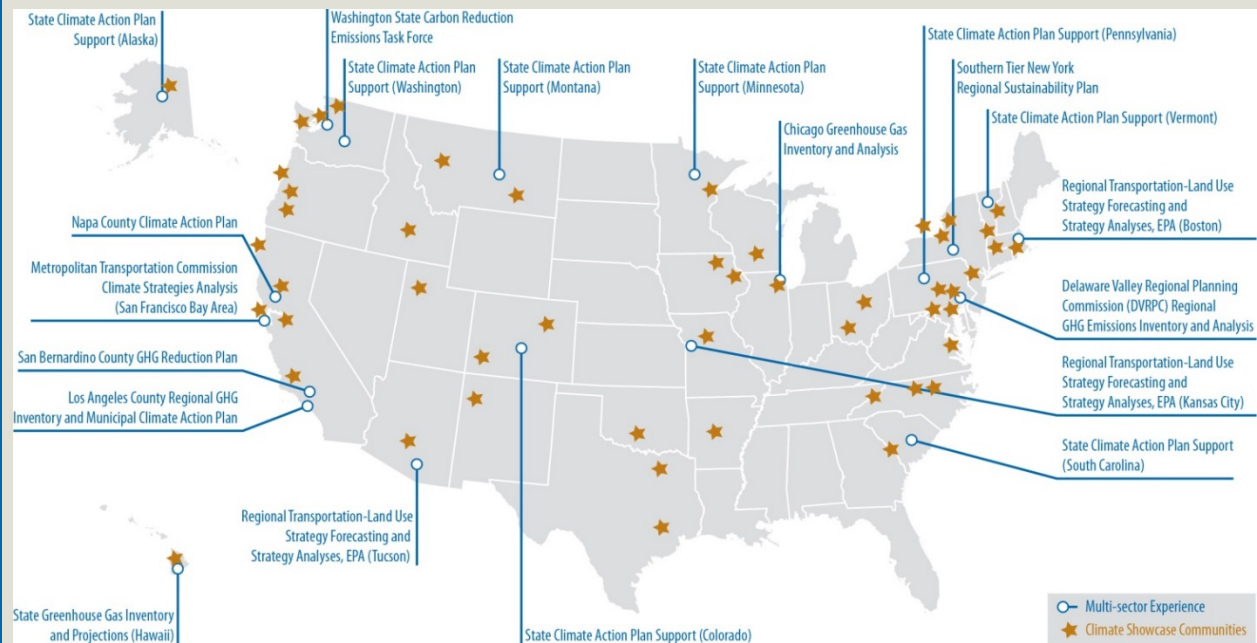 State Climate Action Plan
Support (Alaska)
Washington State Carbon Reduction
Emissions Task Force
State Climate Action Plan
Support (Washington)
State Climate Action Plan
Support (Montana)
State Climate Action Plan
Support (Minnesota)
Chicago Greenhouse Gas
Inventory and Analysis
State Climate Action Plan Support (Pennsylvania)
Southern Tier New York
Regional Sustainability Plan
State Climate Action Plan Support (Vermont)
Regional Transportation-Land Use
Strategy Forecasting and
Strategy Analyses, EPA (Boston)
Napa County Climate Action Plan
Metropolitan Transportation Commission
Climate Strategies Analysis
(San Francisco Bay Area)
San Bernardino County GHG Reduction Plan
Los Angeles County Regional GHG
Inventory and Municipal Climate Action Plan
Delaware Valley Regional Planning
Commission (DVRPC) Regional
GHG Emissions Inventory and Analysis
Regional Transportation-Land Use
Strategy Forecasting and
Strategy Analyses, EPA (Kansas City)
State Climate Action Plan Support
(South Carolina)
Regional Transportation-Land Use
Strategy Forecasting and
Strategy Analyses, EPA (Tucson)
State Greenhouse Gas Inventory
and Projections (Hawaii)
State Climate Action Plan Support (Colorado)
Multi-sector Experience
Climate Showcase Communities